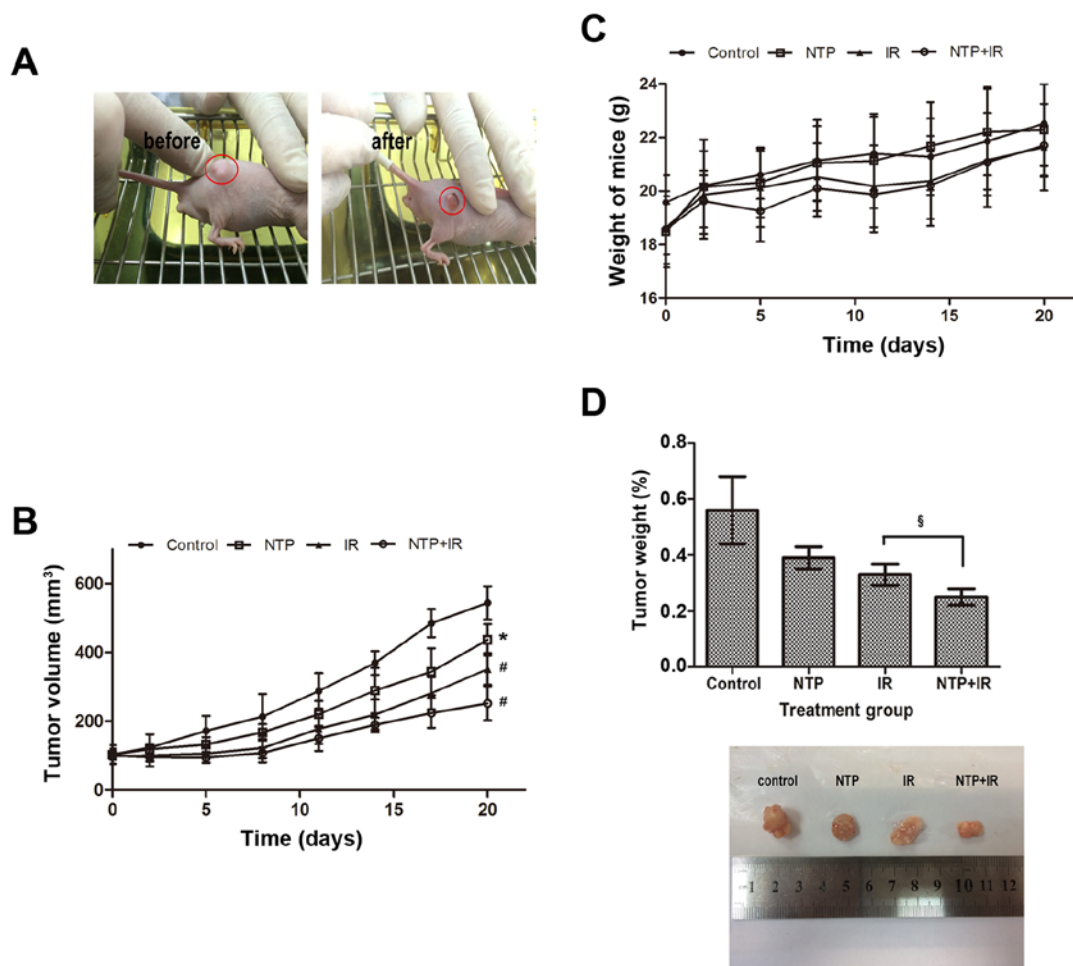 A
before
after
B
Control NTP IR NTP+IR
Tumor volume (mm³)
600
400
200
0
0 5 10 15 20
*
#
#
Time (days)
C
Control NTP IR NTP+IR
Weight of mice (g)
24
22
20
18
16
0 5 10 15 20
Time (days)
D
Tumor weight (%)
0.8
0.6
0.4
0.2
0.0
§
Control NTP IR NTP+IR
Treatment group
control NTP IR NTP+IR
1 2 3 4 5 6 7 8 9 10 11 12